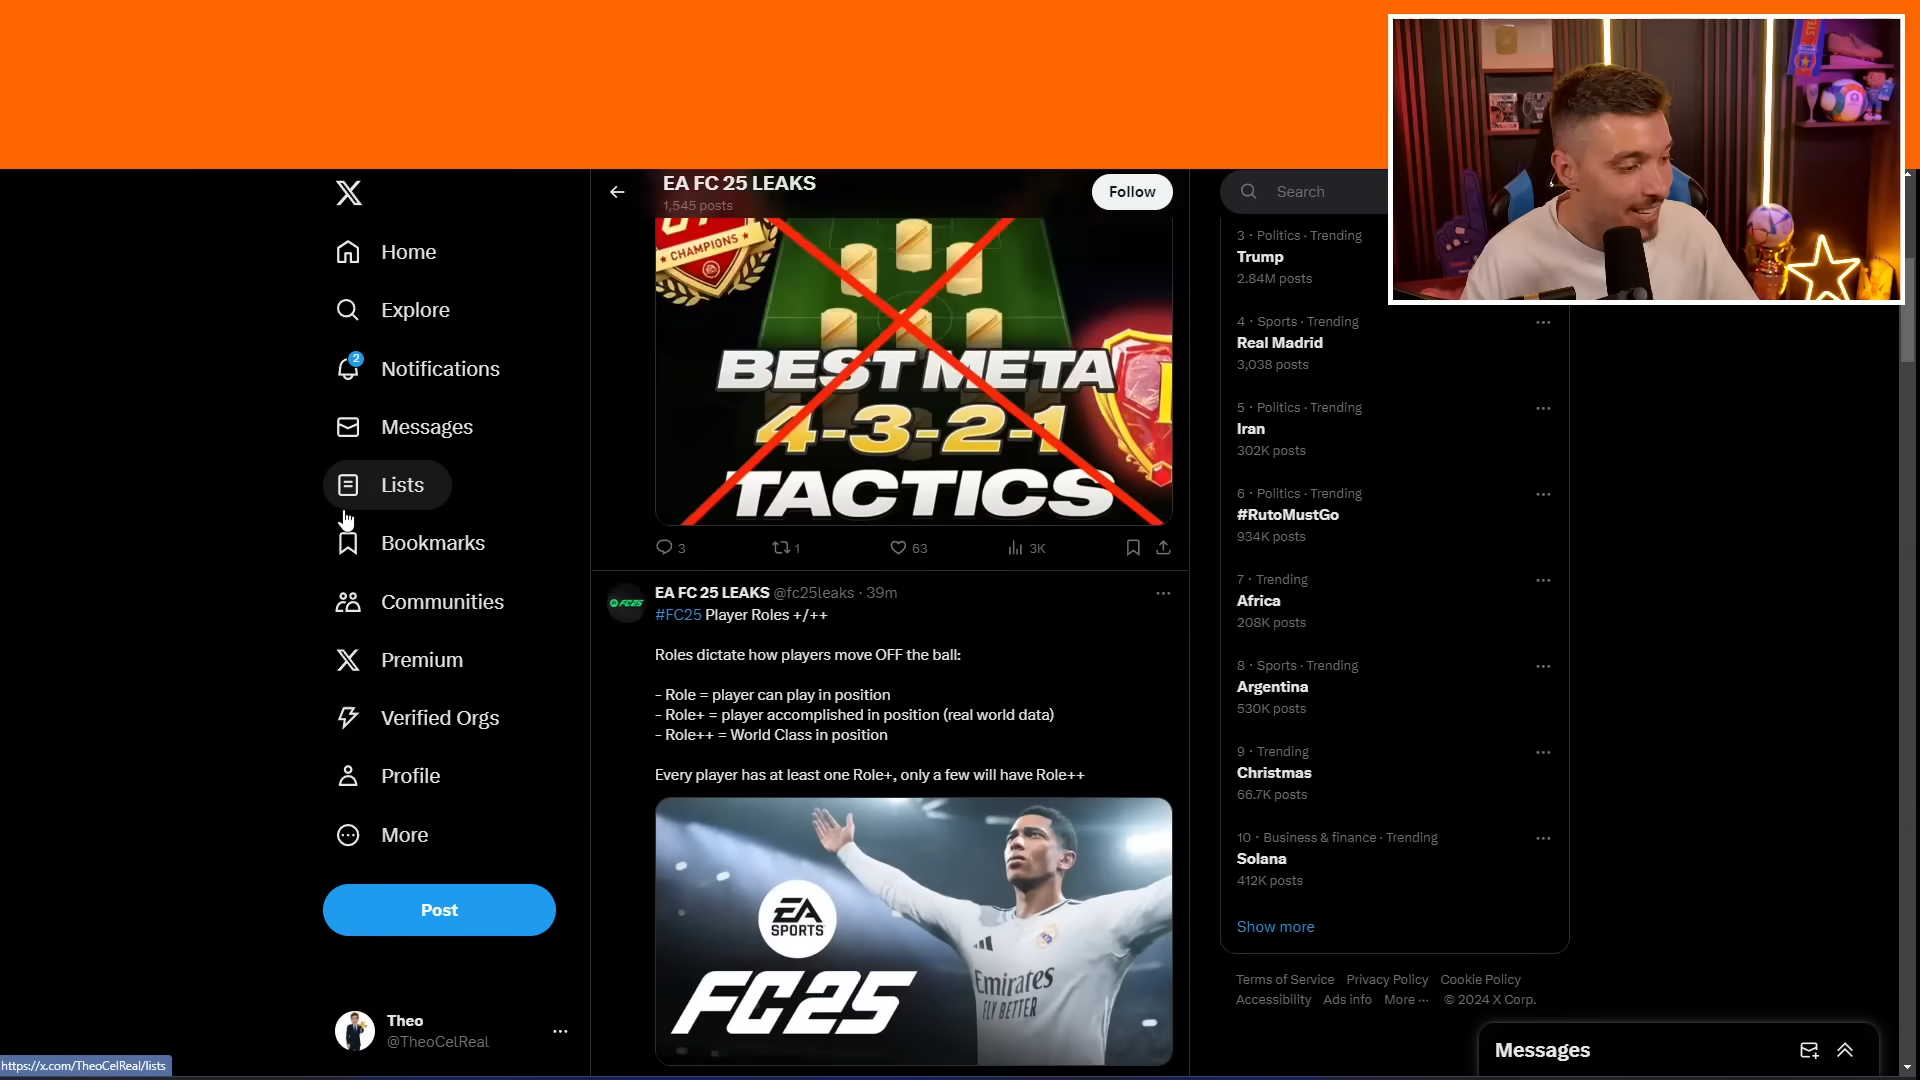 Home
Explore
2
Notifications
Messages
Lists
Bookmarks
Communities
Premium
Verified Orgs
Profile
More
Post
Theo
@TheoCelReal
https://x.com/TheoCelReal/lists
EA FC 25 LEAKS
1,545 posts
Follow
CHAMPIONS
BEST META
4-3-2-1
TACTICS
3
1
63
3K
EA FC 25 LEAKS @fc25leaks · 39m
#FC25 Player Roles +/++
Roles dictate how players move OFF the ball:
- Role = player can play in position
- Role+ = player accomplished in position (real world data)
- Role++ = World Class in position
Every player has at least one Role+, only a few will have Role++
EA
SPORTS
FC25
Emirates
FLY BETTER
Search
3 · Politics · Trending
Trump
2.84M posts
4 · Sports · Trending
Real Madrid
3,038 posts
5 · Politics · Trending
Iran
302K posts
6 · Politics · Trending
#RutoMustGo
934K posts
7 · Trending
Africa
208K posts
8 · Sports · Trending
Argentina
530K posts
9 · Trending
Christmas
66.7K posts
10 · Business & finance · Trending
Solana
412K posts
Show more
Terms of Service Privacy Policy Cookie Policy
Accessibility Ads info More ··· © 2024 X Corp.
Messages